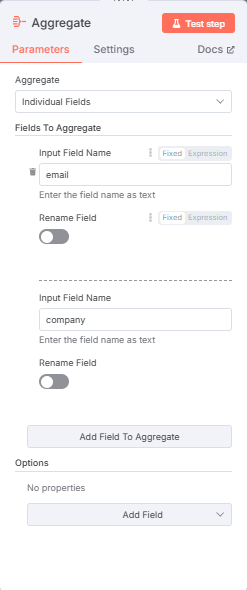 Aggregate
Test step
Parameters
Settings
Docs
Aggregate
Individual Fields
Fields To Aggregate
Input Field Name
Fixed Expression
email
Enter the field name as text
Rename Field
Fixed Expression
Input Field Name
company
Enter the field name as text
Rename Field
Add Field To Aggregate
Options
No properties
Add Field